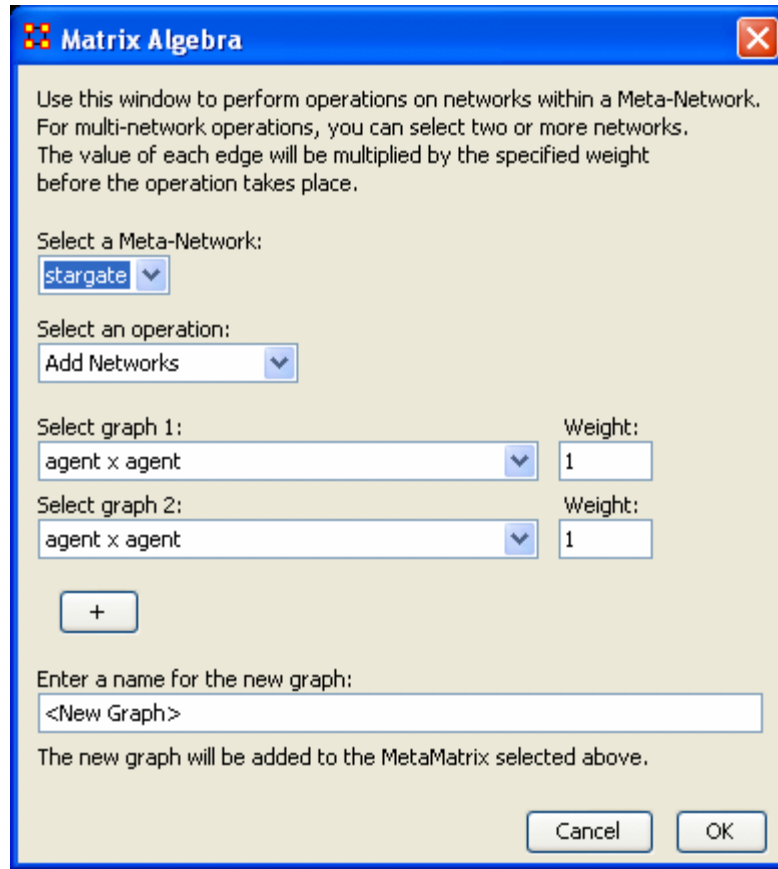 Matrix Algebra
Use this window to perform operations on networks within a Meta-Network.
For multi-network operations, you can select two or more networks.
The value of each edge will be multiplied by the specified weight
before the operation takes place.
Select a Meta-Network:
stargate
Select an operation:
Add Networks
Select graph 1: Weight:
agent x agent 1
Select graph 2: Weight:
agent x agent 1
+
Enter a name for the new graph:
<New Graph>
The new graph will be added to the MetaMatrix selected above.
Cancel OK